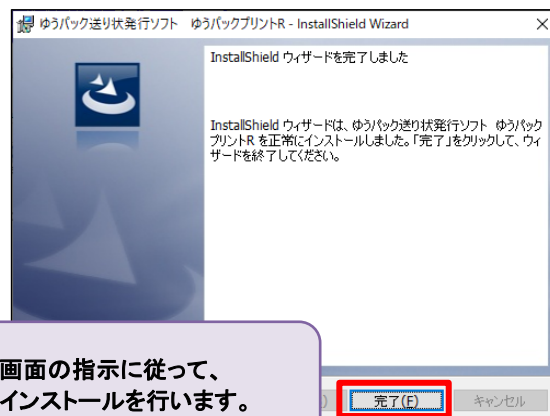 ゆうパック送り状発行ソフト ゆうパックプリントR - InstallShield Wizard
InstallShield ウィザードを完了しました
InstallShield ウィザードは、ゆうパック送り状発行ソフト ゆうパック
プリントR を正常にインストールしました。「完了」をクリックして、ウィ
ザードを終了してください。
画面の指示に従って、
インストールを行います。
完了(F)
キャンセル